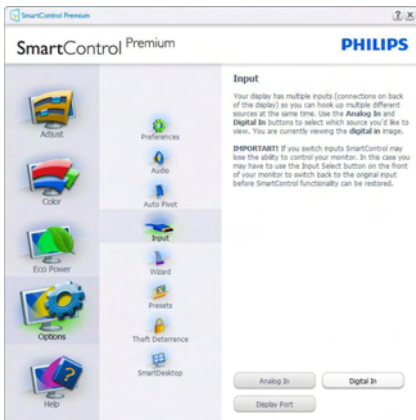 SmartControl Premium
SmartControl Premium
PHILIPS
Adjust
Color
Eco Power
Options
Help
Preferences
Audio
Auto Pivot
Input
Wizard
Presets
Theft Deterrence
SmartDesktop
Input
Your display has multiple inputs (connections on back
of this display) so you can hook up multiple different
sources at the same time. Use the Analog In and
Digital In buttons to select which source you'd like to
view. You are currently viewing the digital in image.
IMPORTANT! If you switch inputs SmartControl may
lose the ability to control your monitor. In this case you
may have to use the Input Select button on the front
of your monitor to switch back to the original input
before SmartControl functionality can be restored.
Analog In
Digital In
Display Port